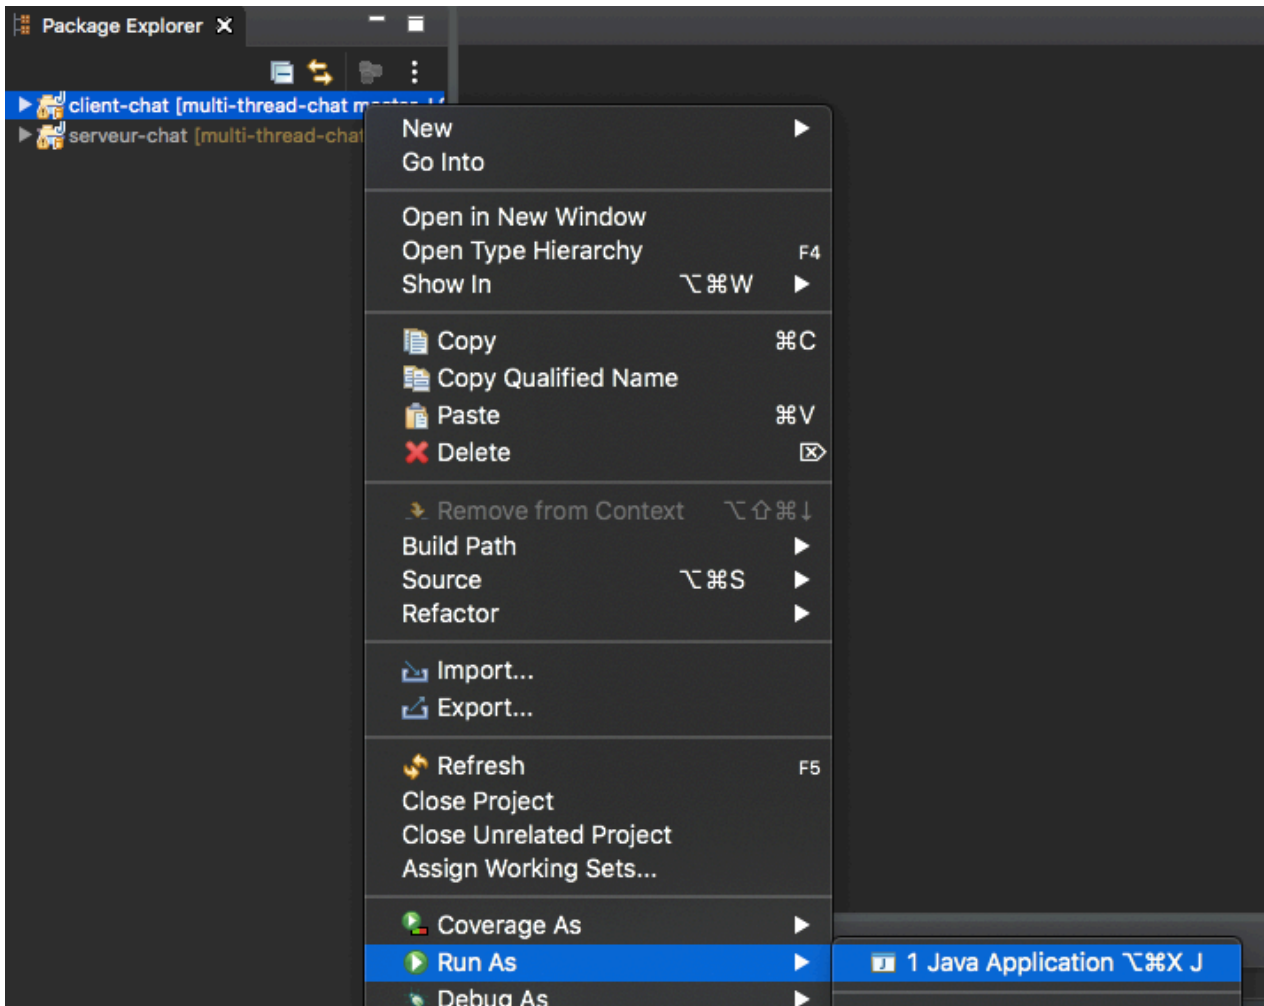 Package Explorer
client-chat [multi-thread-chat master
serveur-chat [multi-thread-chat
New
Go Into
Open in New Window
Open Type Hierarchy F4
Show In ⌥⌘W
Copy ⌘C
Copy Qualified Name
Paste ⌘V
Delete ⌦
Remove from Context ⌥⇧⌘↓
Build Path
Source ⌥⌘S
Refactor
Import...
Export...
Refresh F5
Close Project
Close Unrelated Project
Assign Working Sets...
Coverage As
Run As
1 Java Application ⌥⌘X J
Debug As